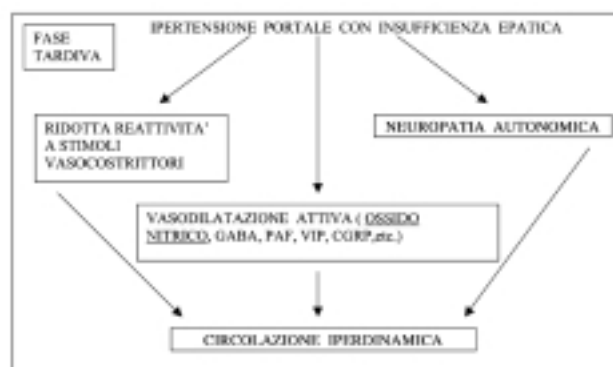 FASE
TARDIVA
IPERTENSIONE PORTALE CON INSUFFICIENZA EPATICA
RIDOTTA REATTIVITA'
A STIMOLI
VASOCOSTRITTORI
NEUROPATIA AUTONOMICA
VASODILATAZIONE ATTIVA ( OSSIDO
NITRICO, GABA, PAF, VIP, CGRP,etc.)
CIRCOLAZIONE IPERDINAMICA